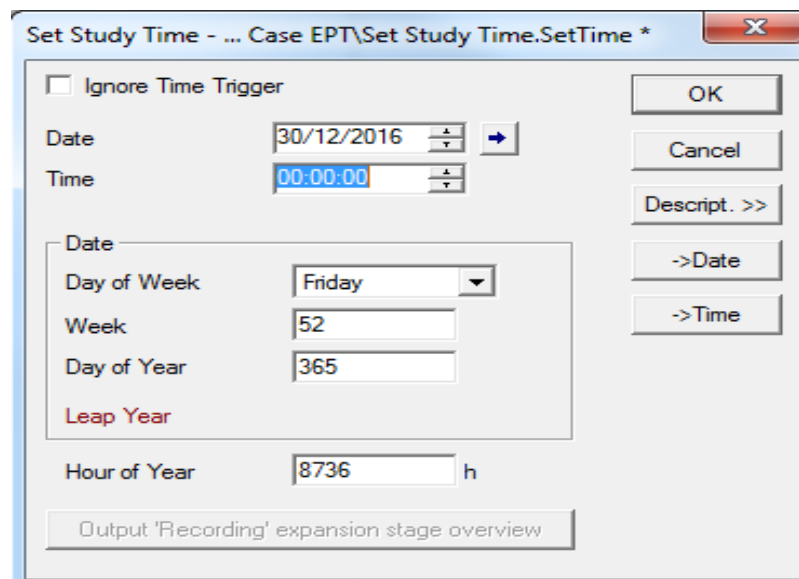 Set Study Time - ... Case EPT\Set Study Time.SetTime *
Ignore Time Trigger
OK
Date 30/12/2016
Cancel
Time 00:00:00
Descript. >>
Date
->Date
Day of Week Friday
->Time
Week 52
Day of Year 365
Leap Year
Hour of Year 8736 h
Output 'Recording' expansion stage overview